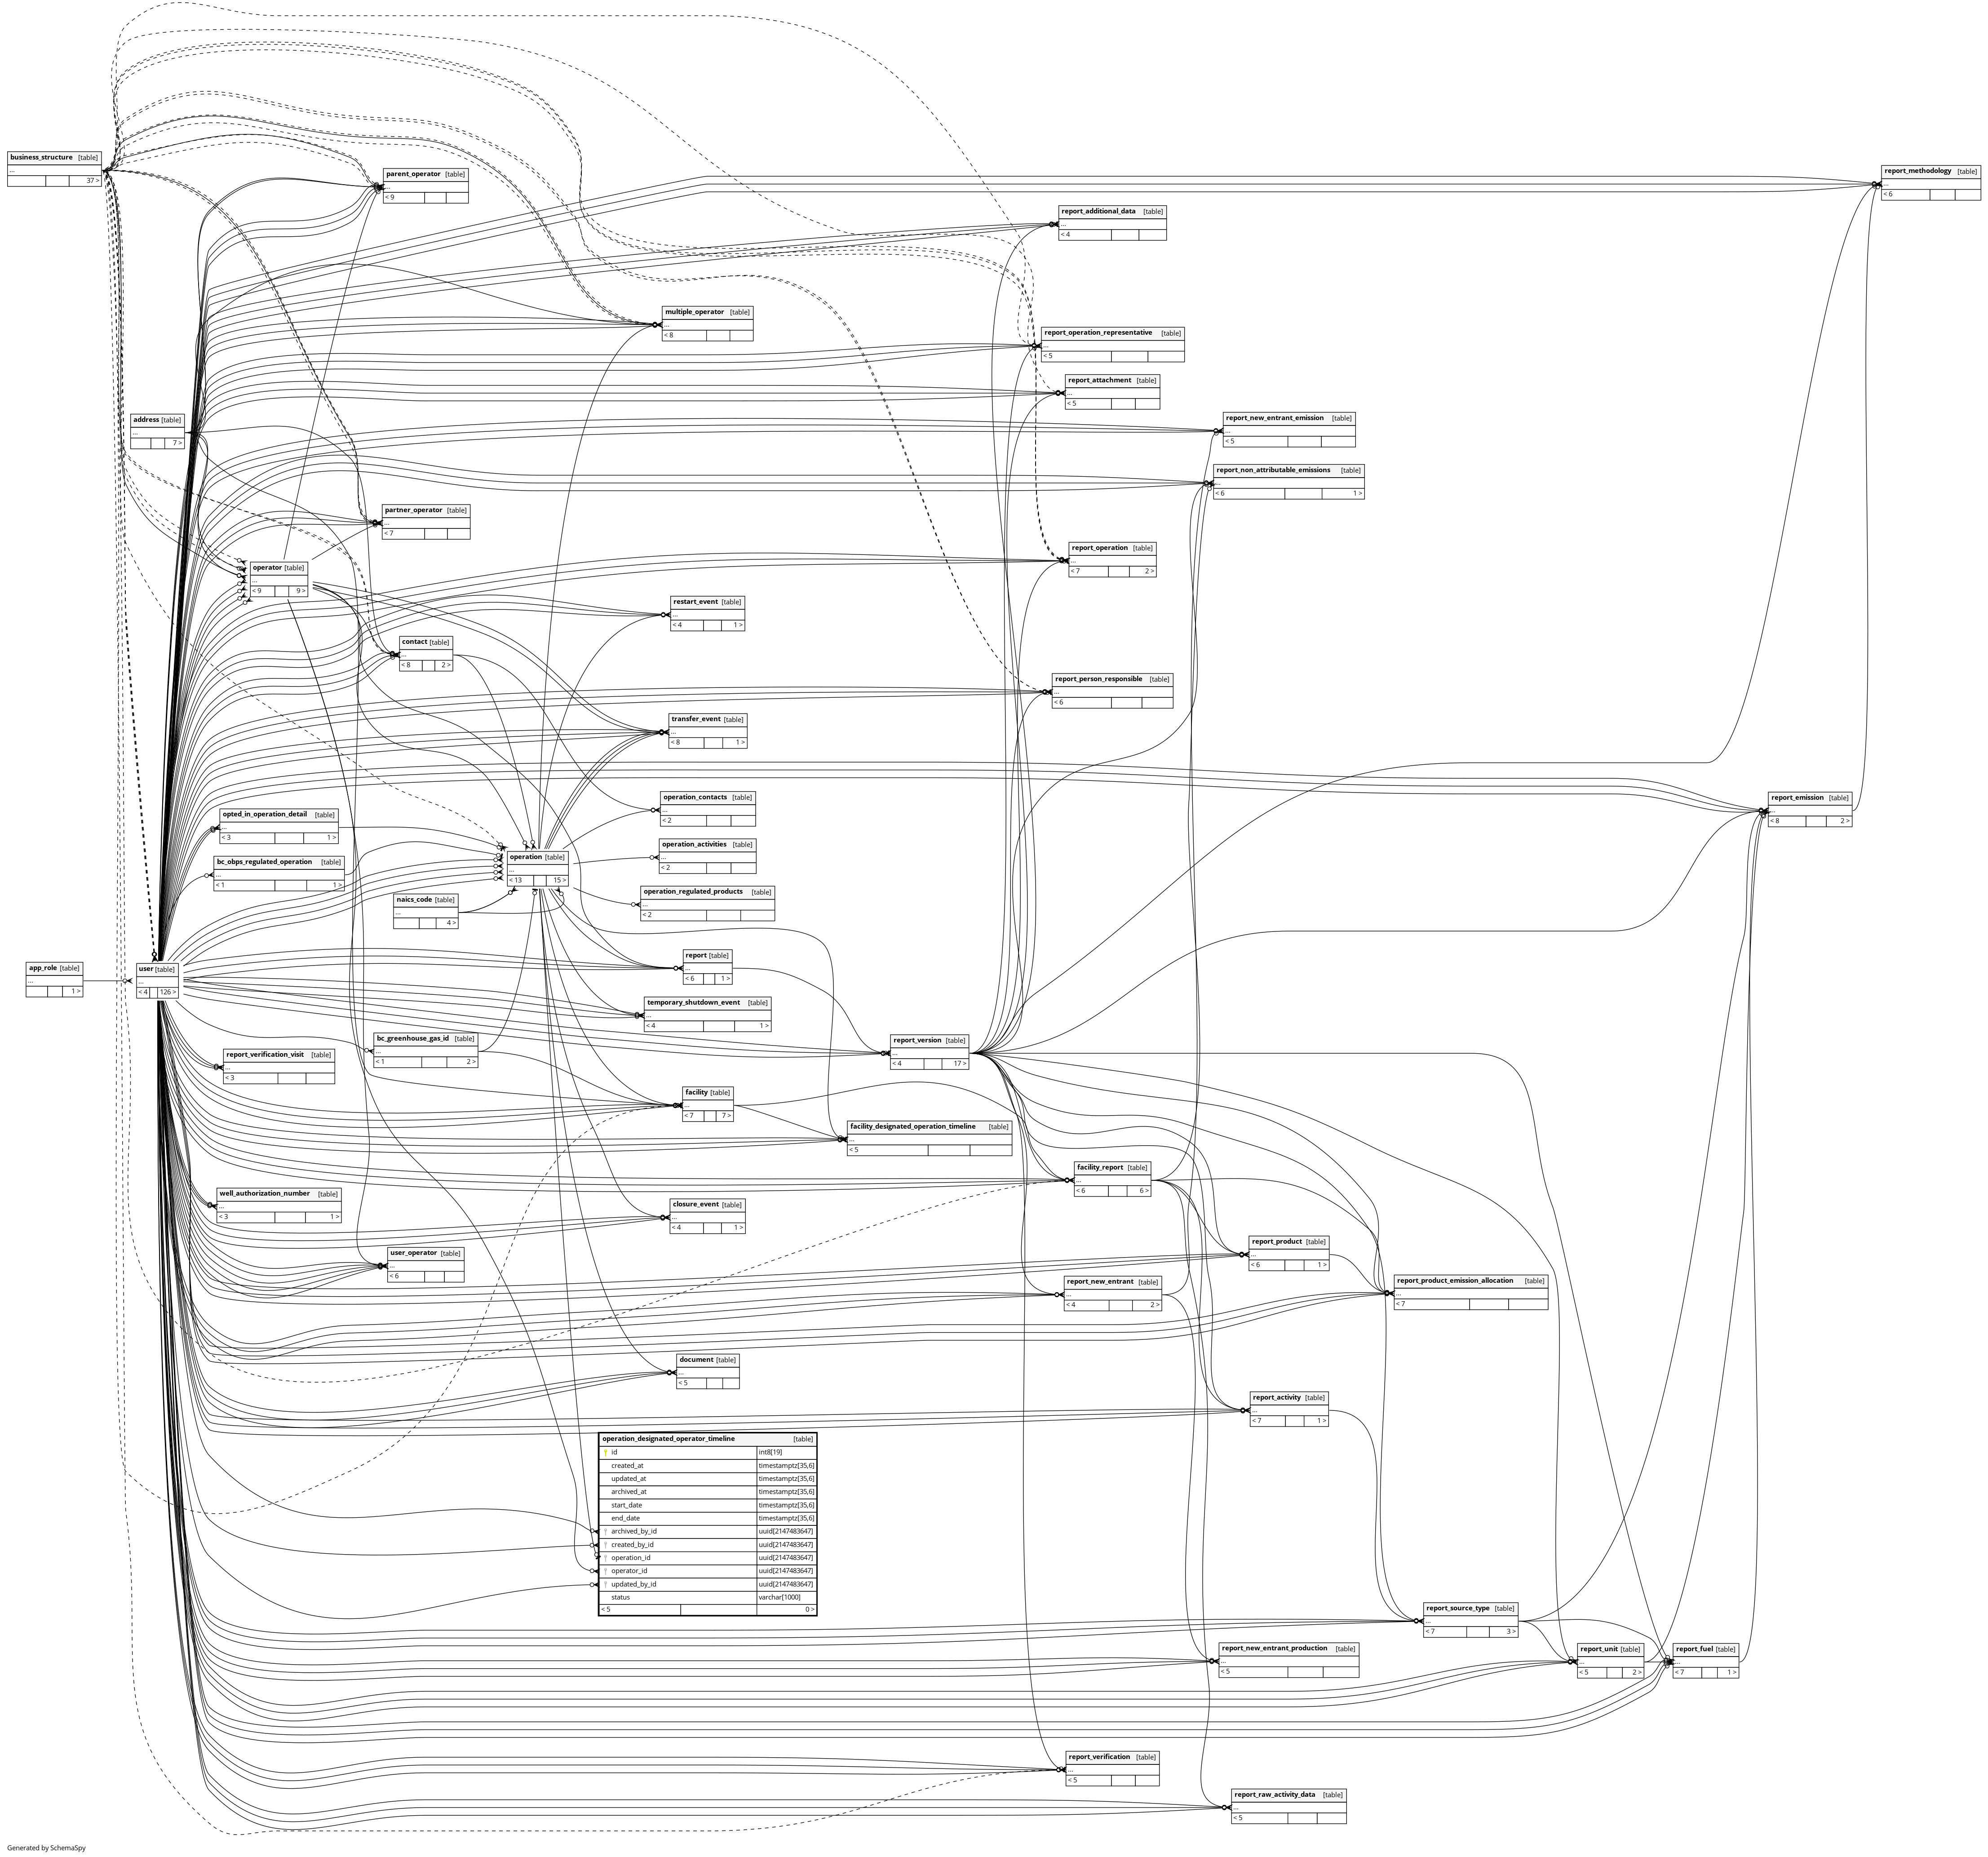 business_structure [table]
...
37 >
parent_operator [table]
...
< 9
report_methodology [table]
...
< 6
report_additional_data [table]
...
< 4
multiple_operator [table]
...
< 8
report_operation_representative [table]
...
< 5
report_attachment [table]
...
< 5
address [table]
...
7 >
report_new_entrant_emission [table]
...
< 5
report_non_attributable_emissions [table]
...
< 6 1 >
partner_operator [table]
...
< 7
report_operation [table]
...
< 7 2 >
operator [table]
...
< 9 9 >
restart_event [table]
...
< 4 1 >
contact [table]
...
< 8 2 >
report_person_responsible [table]
...
< 6
transfer_event [table]
...
< 8 1 >
operation_contacts [table]
...
< 2
report_emission [table]
...
< 8 2 >
opted_in_operation_detail [table]
...
< 3 1 >
operation_activities [table]
...
< 2
bc_obps_regulated_operation [table]
...
< 1 1 >
operation [table]
...
< 13 15 >
operation_regulated_products [table]
...
< 2
naics_code [table]
...
4 >
report [table]
...
< 6 1 >
app_role [table]
...
1 >
user [table]
...
< 4 126 >
temporary_shutdown_event [table]
...
< 4 1 >
bc_greenhouse_gas_id [table]
...
< 1 2 >
report_version [table]
...
< 4 17 >
report_verification_visit [table]
...
< 3
facility [table]
...
< 7 7 >
facility_designated_operation_timeline [table]
...
< 5
facility_report [table]
...
< 6 6 >
well_authorization_number [table]
...
< 3 1 >
closure_event [table]
...
< 4 1 >
report_product [table]
...
< 6 1 >
user_operator [table]
...
< 6
report_new_entrant [table]
...
< 4 2 >
report_product_emission_allocation [table]
...
< 7
document [table]
...
< 5
report_activity [table]
...
< 7 1 >
operation_designated_operator_timeline [table]
id int8[19]
created_at timestamptz[35,6]
updated_at timestamptz[35,6]
archived_at timestamptz[35,6]
start_date timestamptz[35,6]
end_date timestamptz[35,6]
archived_by_id uuid[2147483647]
created_by_id uuid[2147483647]
operation_id uuid[2147483647]
operator_id uuid[2147483647]
updated_by_id uuid[2147483647]
status varchar[1000]
< 5 0 >
report_source_type [table]
...
< 7 3 >
report_new_entrant_production [table]
...
< 5
report_unit [table]
...
< 5 2 >
report_fuel [table]
...
< 7 1 >
report_verification [table]
...
< 5
report_raw_activity_data [table]
...
< 5
Generated by SchemaSpy